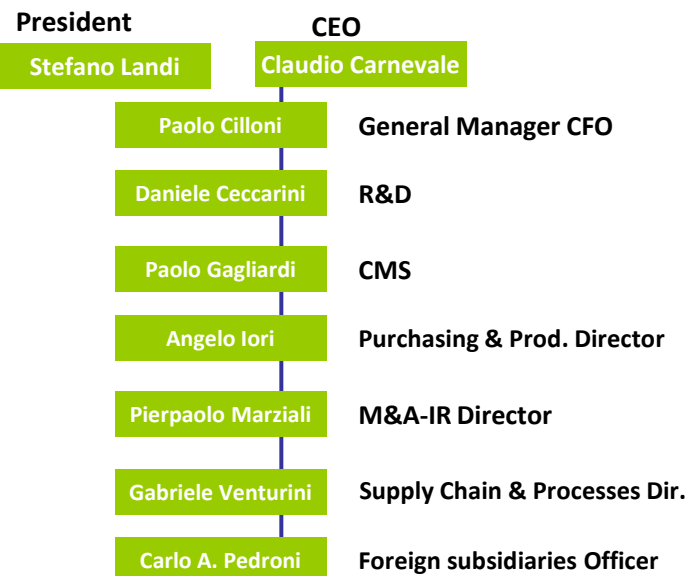 President
CEO
Stefano Landi
Claudio Carnevale
Paolo Cilloni
General Manager CFO
Daniele Ceccarini
R&D
Paolo Gagliardi
CMS
Angelo Iori
Purchasing & Prod. Director
Pierpaolo Marziali
M&A-IR Director
Gabriele Venturini
Supply Chain & Processes Dir.
Carlo A. Pedroni
Foreign subsidiaries Officer